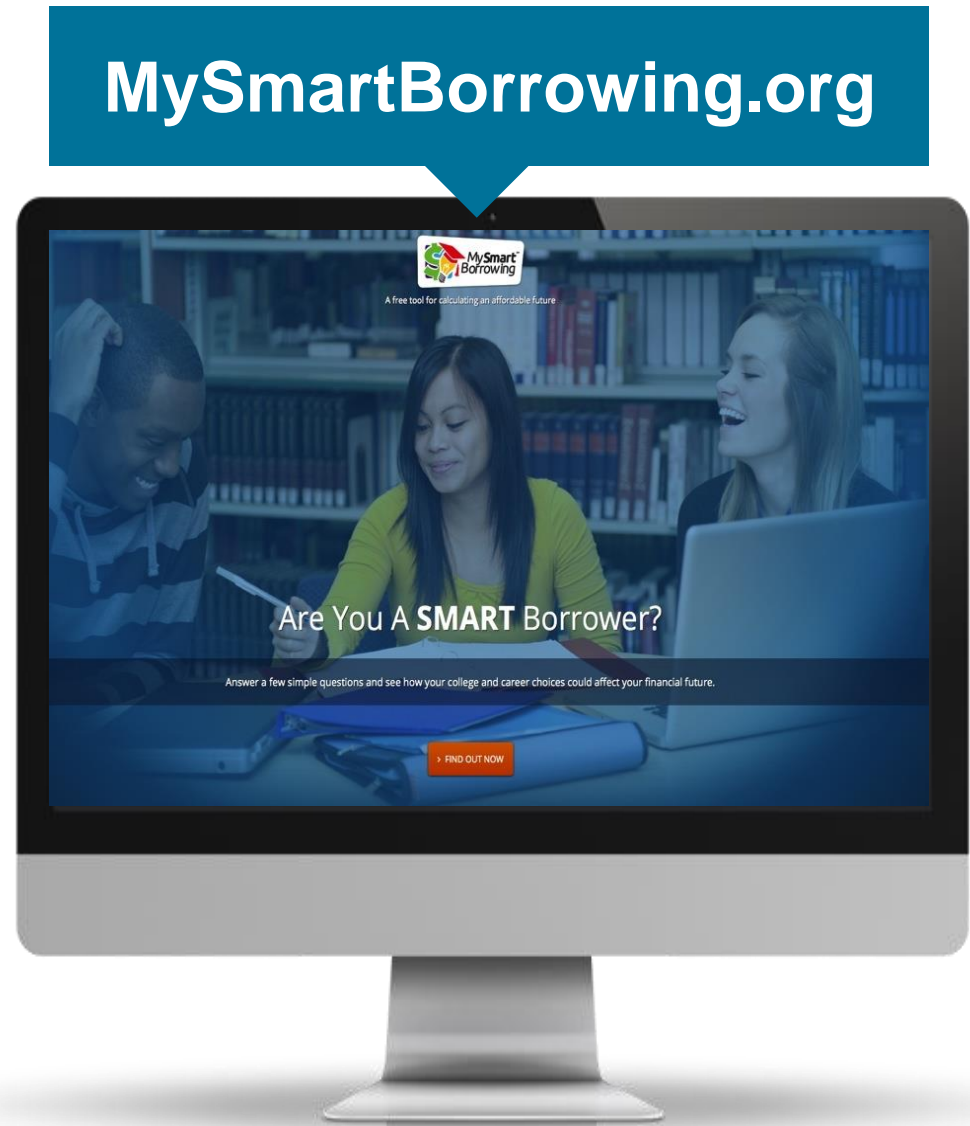 MySmartBorrowing.org
MySmart™
Borrowing
A free tool for calculating an affordable future
Are You A SMART Borrower?
Answer a few simple questions and see how your college and career choices could affect your financial future.
> FIND OUT NOW